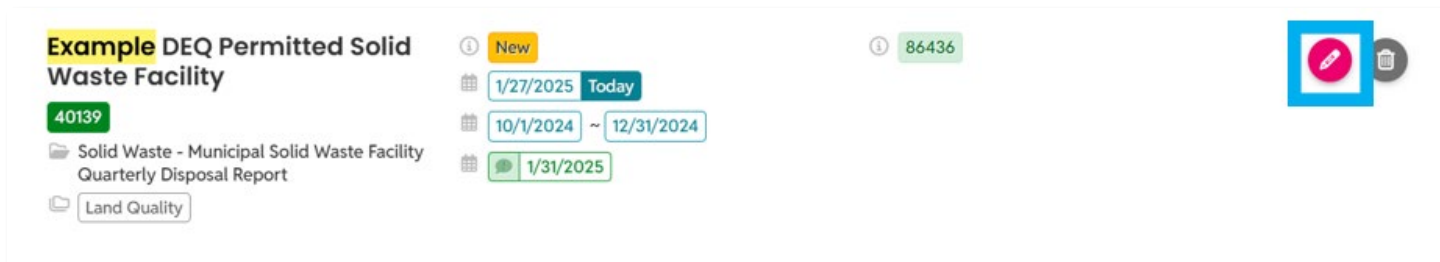 Example DEQ Permitted Solid
Waste Facility
40139
Solid Waste - Municipal Solid Waste Facility
Quarterly Disposal Report
Land Quality
New
1/27/2025 Today
10/1/2024 ~ 12/31/2024
1/31/2025
86436